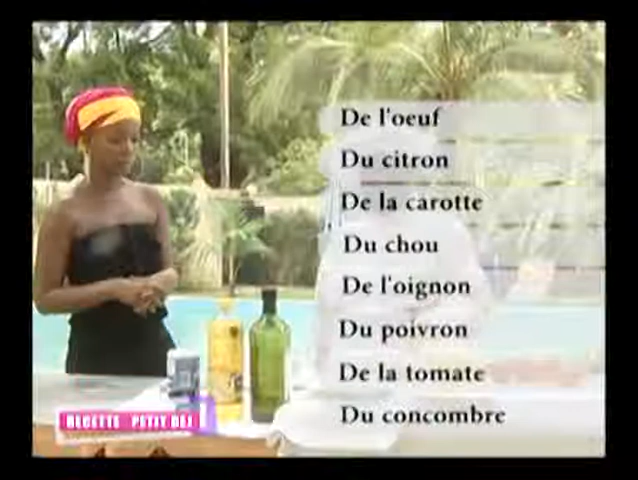 De l'oeuf
Du citron
De la carotte
Du chou
De l'oignon
Du poivron
De la tomate
Du concombre
RECETTE PETIT DEJ